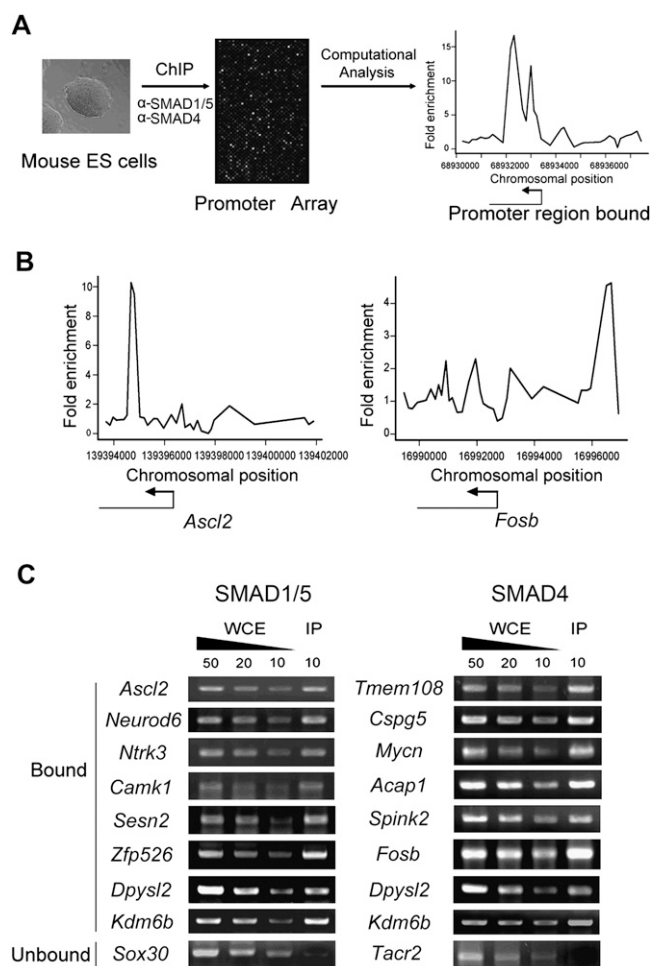 A
ChIP
α-SMAD1/5
α-SMAD4
Mouse ES cells
Promoter Array
Computational
Analysis
Fold enrichment
15
10
5
0
68930000 68932000 68934000 68936000
Chromosomal position
Promoter region bound
B
Fold enrichment
10
8
6
4
2
0
139394000 139396000 139398000 139400000 139402000
Chromosomal position
Ascl2
Fold enrichment
4
3
2
1
0
16990000 16992000 16994000 16996000
Chromosomal position
Fosb
C
SMAD1/5
WCE IP
50 20 10 10
Bound
Ascl2
Neurod6
Ntrk3
Camk1
Sesn2
Zfp526
Dpysl2
Kdm6b
Unbound
Sox30
SMAD4
WCE IP
50 20 10 10
Tmem108
Cspg5
Mycn
Acap1
Spink2
Fosb
Dpysl2
Kdm6b
Tacr2